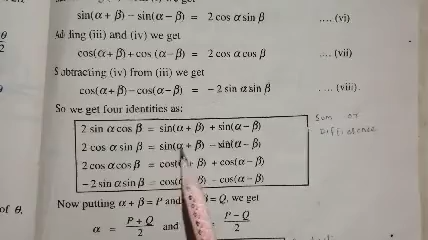 sin(α + β) – sin(α – β) = 2 cos α sin β .... (vi)
Adding (iii) and (iv) we get
cos(α + β) + cos (α – β) = 2 cos α cos β .... (vii)
Subtracting (iv) from (iii) we get
cos(α + β) – cos(α – β) = – 2 sin α sin β .... (viii).
So we get four identities as:
2 sin α cos β = sin(α + β) + sin(α – β)
2 cos α sin β = sin(α + β) – sin(α – β)
2 cos α cos β = cos( + β) + cos(α – β)
– 2 sin α sin β = cos( + β) – cos(α – β)
Sum or
Difference
Now putting α + β = P and β = Q, we get
α = P + Q / 2 and = P – Q / 2
θ / 2
of θ.